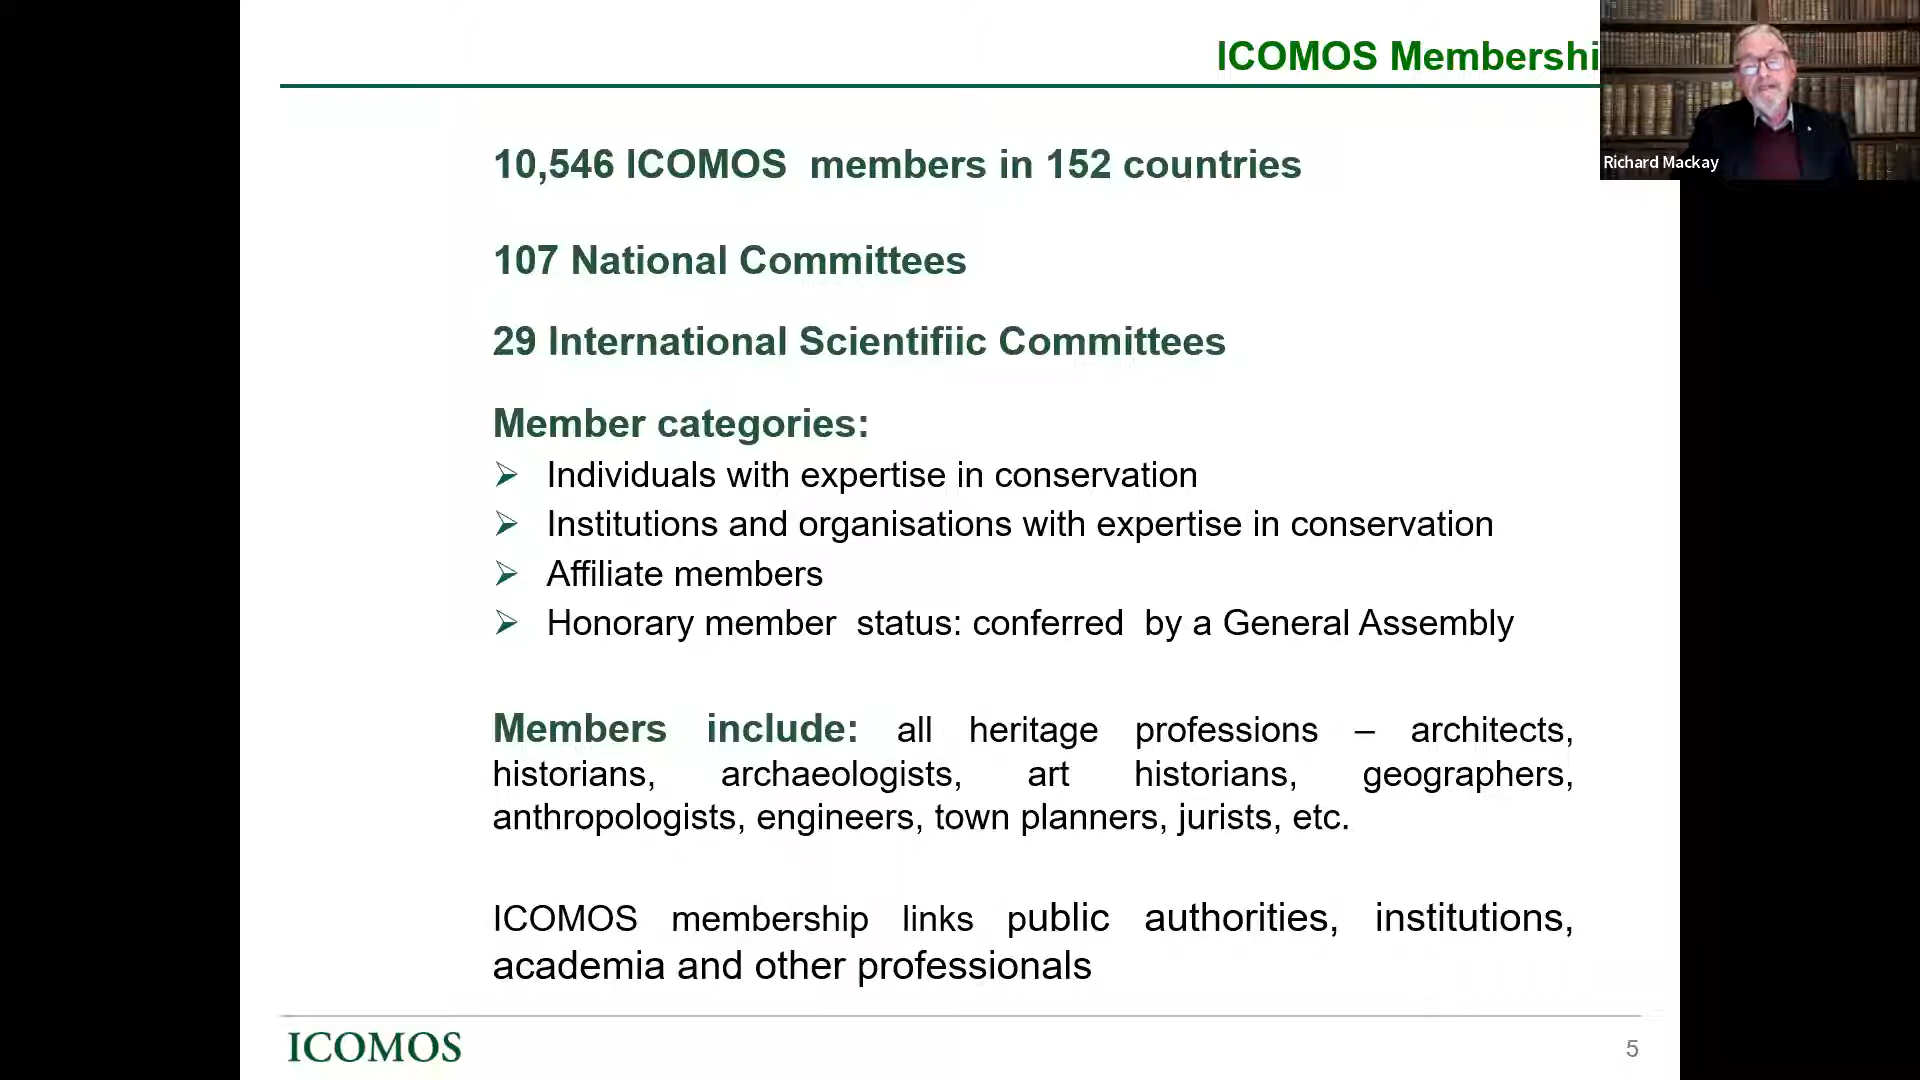 ICOMOS Membershi
Richard Mackay
10,546 ICOMOS members in 152 countries
107 National Committees
29 International Scientifiic Committees
Member categories:
➢ Individuals with expertise in conservation
➢ Institutions and organisations with expertise in conservation
➢ Affiliate members
➢ Honorary member status: conferred by a General Assembly
Members include: all heritage professions – architects,
historians, archaeologists, art historians, geographers,
anthropologists, engineers, town planners, jurists, etc.
ICOMOS membership links public authorities, institutions,
academia and other professionals
ICOMOS
5